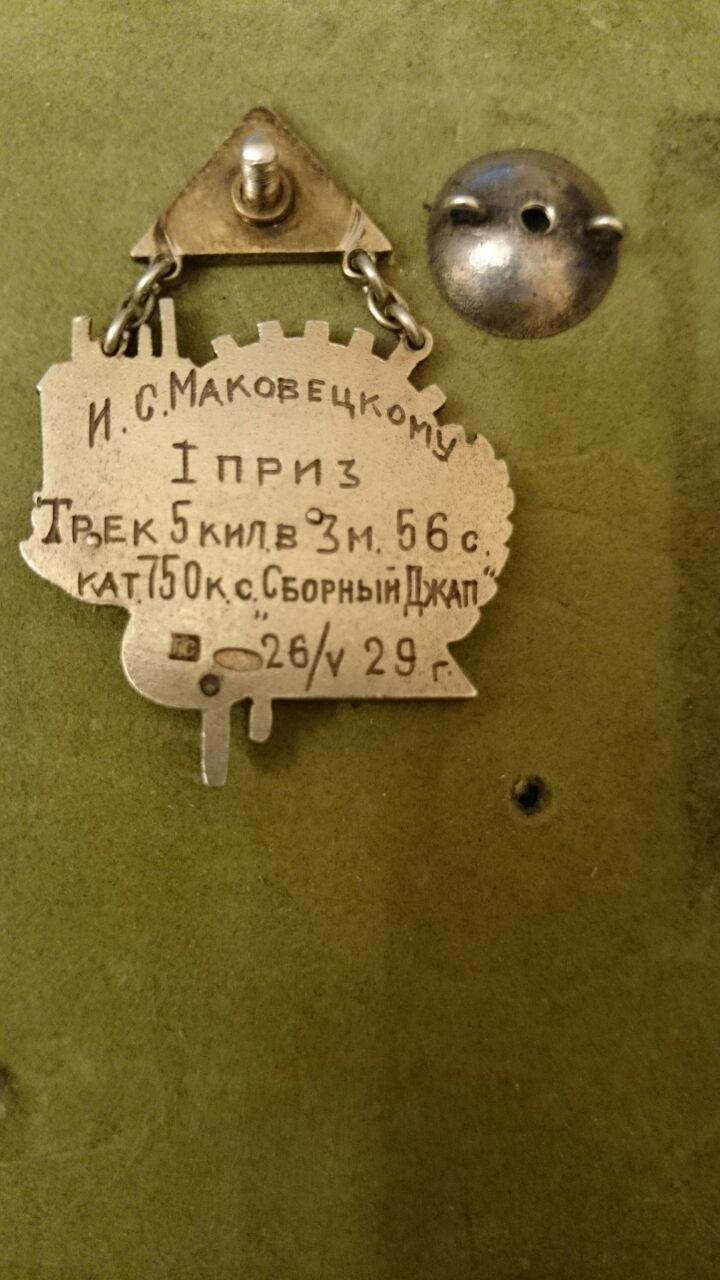 И. С. МАКОВЕЦКОМУ
I ПРИЗ
ТРЕК 5 КИЛ. В 3 М. 56 С.
КАТ. 750 К. С. „СБОРНЫЙ ДЖАП"
26/V 29 Г.